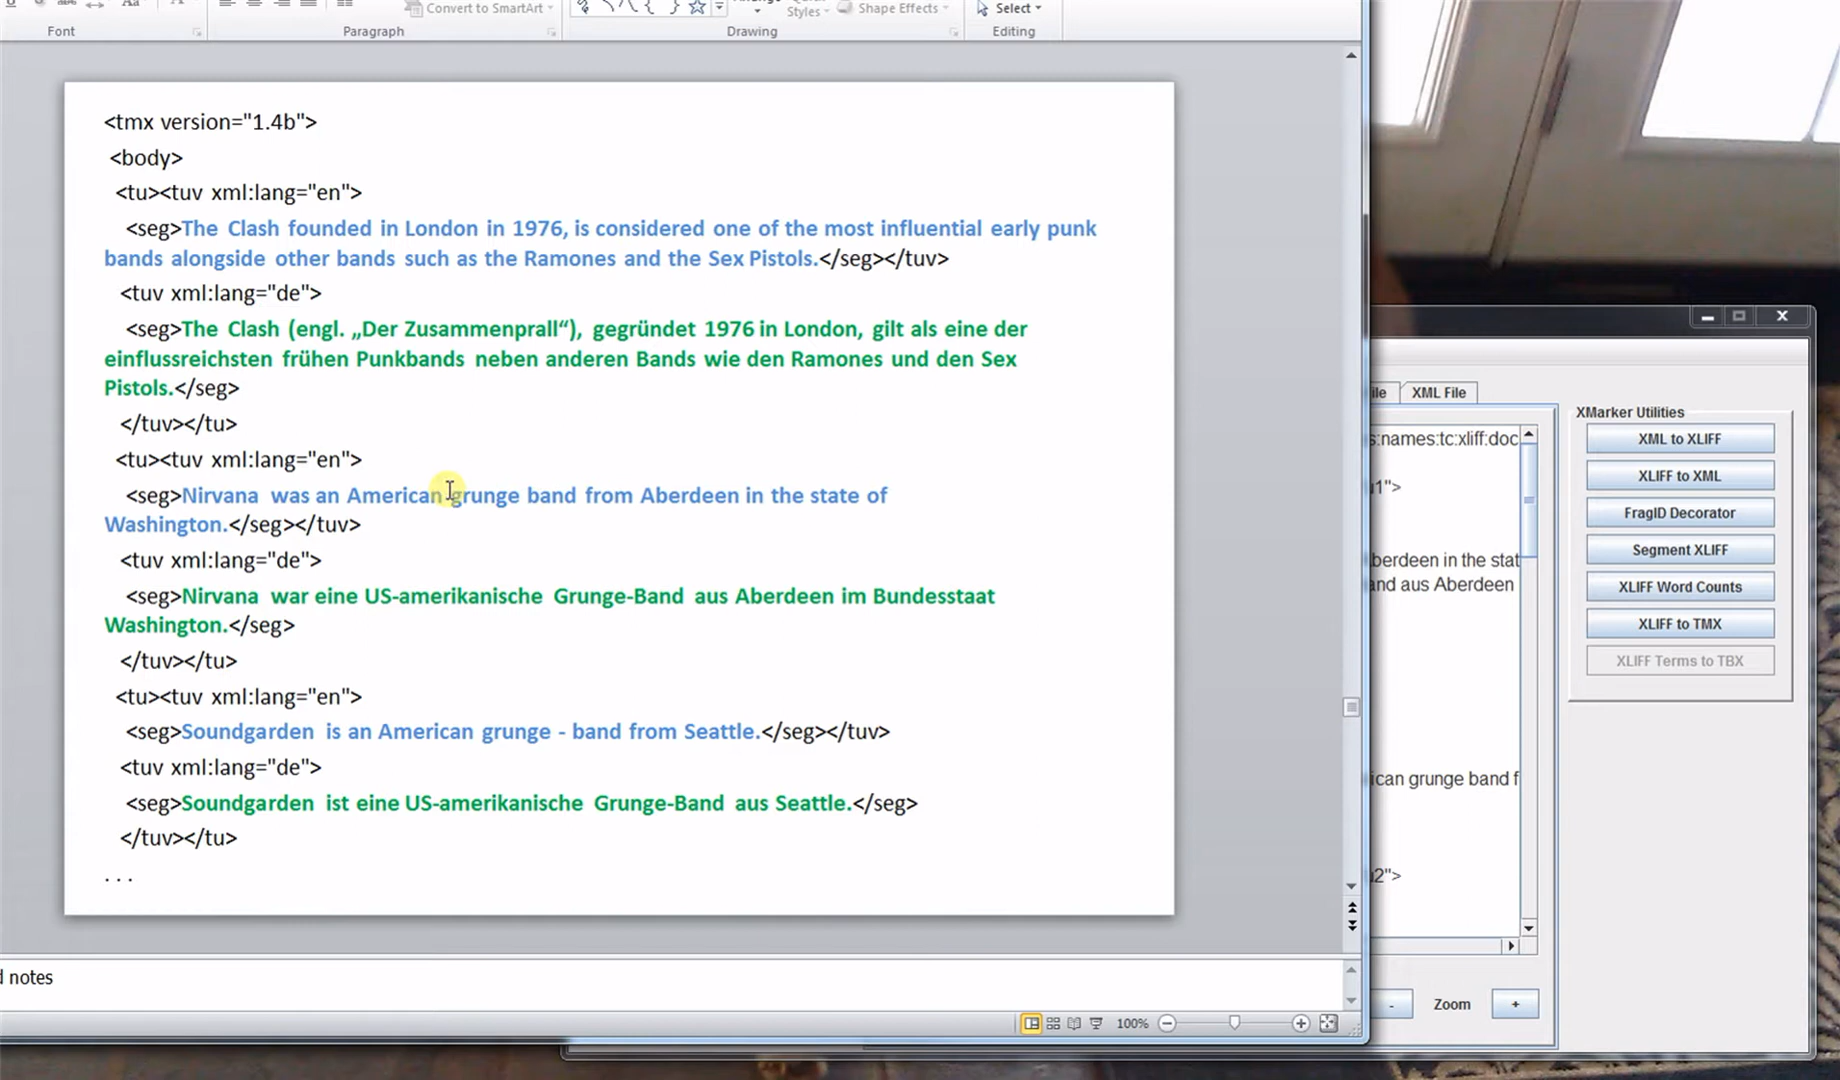 Convert to SmartArt
Styles
Shape Effects
Select
Font
Paragraph
Drawing
Editing
<tmx version="1.4b">
<body>
<tu><tuv xml:lang="en">
<seg>The Clash founded in London in 1976, is considered one of the most influential early punk
bands alongside other bands such as the Ramones and the Sex Pistols.</seg></tuv>
<tuv xml:lang="de">
<seg>The Clash (engl. „Der Zusammenprall“), gegründet 1976 in London, gilt als eine der
einflussreichsten frühen Punkbands neben anderen Bands wie den Ramones und den Sex
Pistols.</seg>
</tuv></tu>
<tu><tuv xml:lang="en">
<seg>Nirvana was an American grunge band from Aberdeen in the state of
Washington.</seg></tuv>
<tuv xml:lang="de">
<seg>Nirvana war eine US-amerikanische Grunge-Band aus Aberdeen im Bundesstaat
Washington.</seg>
</tuv></tu>
<tu><tuv xml:lang="en">
<seg>Soundgarden is an American grunge - band from Seattle.</seg></tuv>
<tuv xml:lang="de">
<seg>Soundgarden ist eine US-amerikanische Grunge-Band aus Seattle.</seg>
</tuv></tu>
. . .
notes
100%
XML File
s:names:tc:xliff:doc
u1">
berdeen in the stat
and aus Aberdeen
ican grunge band f
u2">
- Zoom +
XMarker Utilities
XML to XLIFF
XLIFF to XML
FragID Decorator
Segment XLIFF
XLIFF Word Counts
XLIFF to TMX
XLIFF Terms to TBX